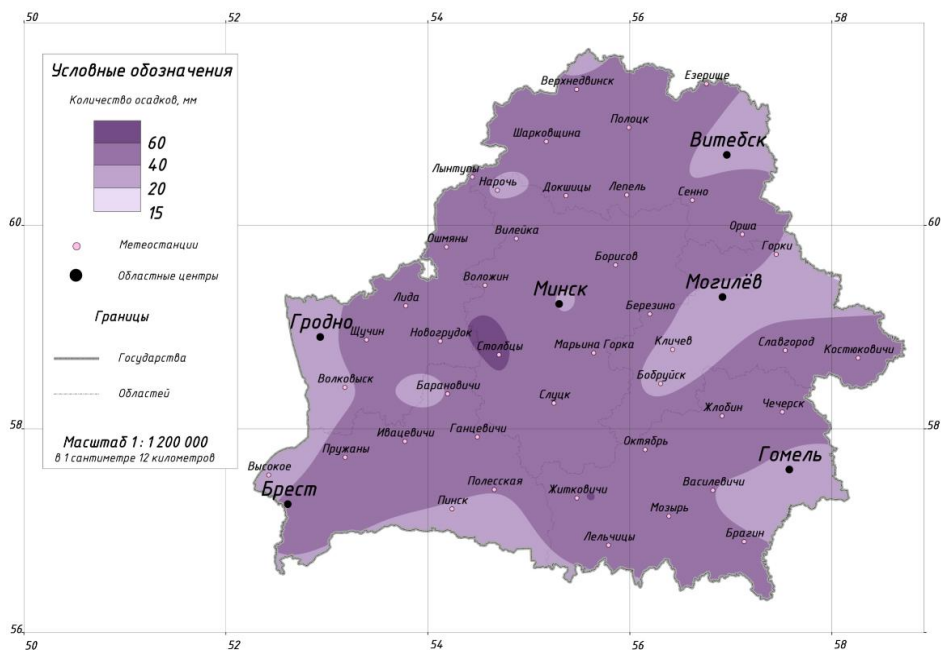 50
52
54
56
58
Условные обозначения
Количество осадков, мм
60
40
20
15
Метеостанции
Областные центры
Границы
Государства
Областей
Масштаб 1: 1 200 000
в 1 сантиметре 12 километров
Верхнедвинск
Езерище
Полоцк
Шарковщина
Витебск
Лынтупы
Нарочь
Докшицы
Лепель
Сенно
60
Вилейка
Орша
Ошмяны
Горки
Борисов
Воложин
Минск
Могилёв
Лида
Березино
Гродно
Щучин
Новогрудок
Столбцы
Марьина Горка
Кличев
Славгород
Костюковичи
Волковыск
Барановичи
Бобруйск
Слуцк
Жлобин
Чечерск
58
58
Ивацевичи
Ганцевичи
Октябрь
Пружаны
Гомель
Высокое
Брест
Полесская
Житковичи
Василевичи
Пинск
Мозырь
Брагин
Лельчицы
56
50
52
54
56
58